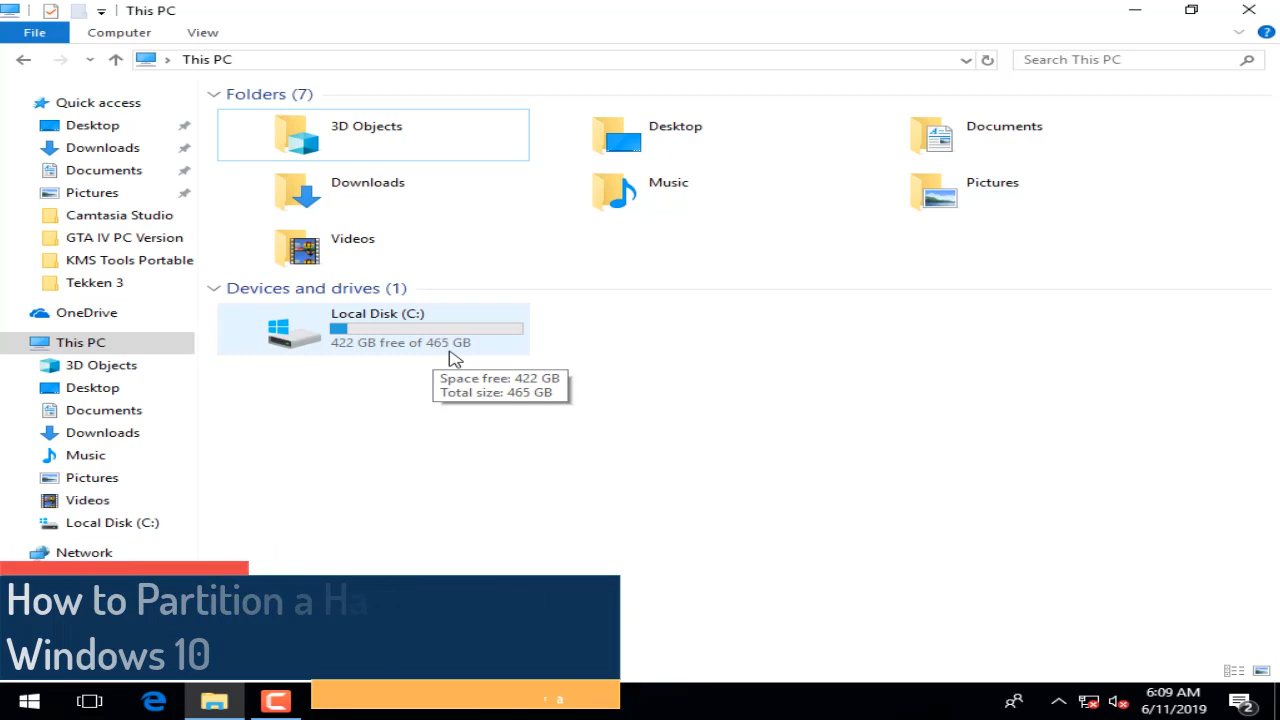 This PC
File
Computer
View
This PC
Search This PC
Quick access
Desktop
Downloads
Documents
Pictures
Camtasia Studio
GTA IV PC Version
KMS Tools Portable
Tekken 3
OneDrive
This PC
3D Objects
Desktop
Documents
Downloads
Music
Pictures
Videos
Local Disk (C:)
Network
Folders (7)
3D Objects
Desktop
Documents
Downloads
Music
Pictures
Videos
Devices and drives (1)
Local Disk (C:)
422 GB free of 465 GB
Space free: 422 GB
Total size: 465 GB
How to Partition a Ha
Windows 10
6:09 AM
6/11/2019
2